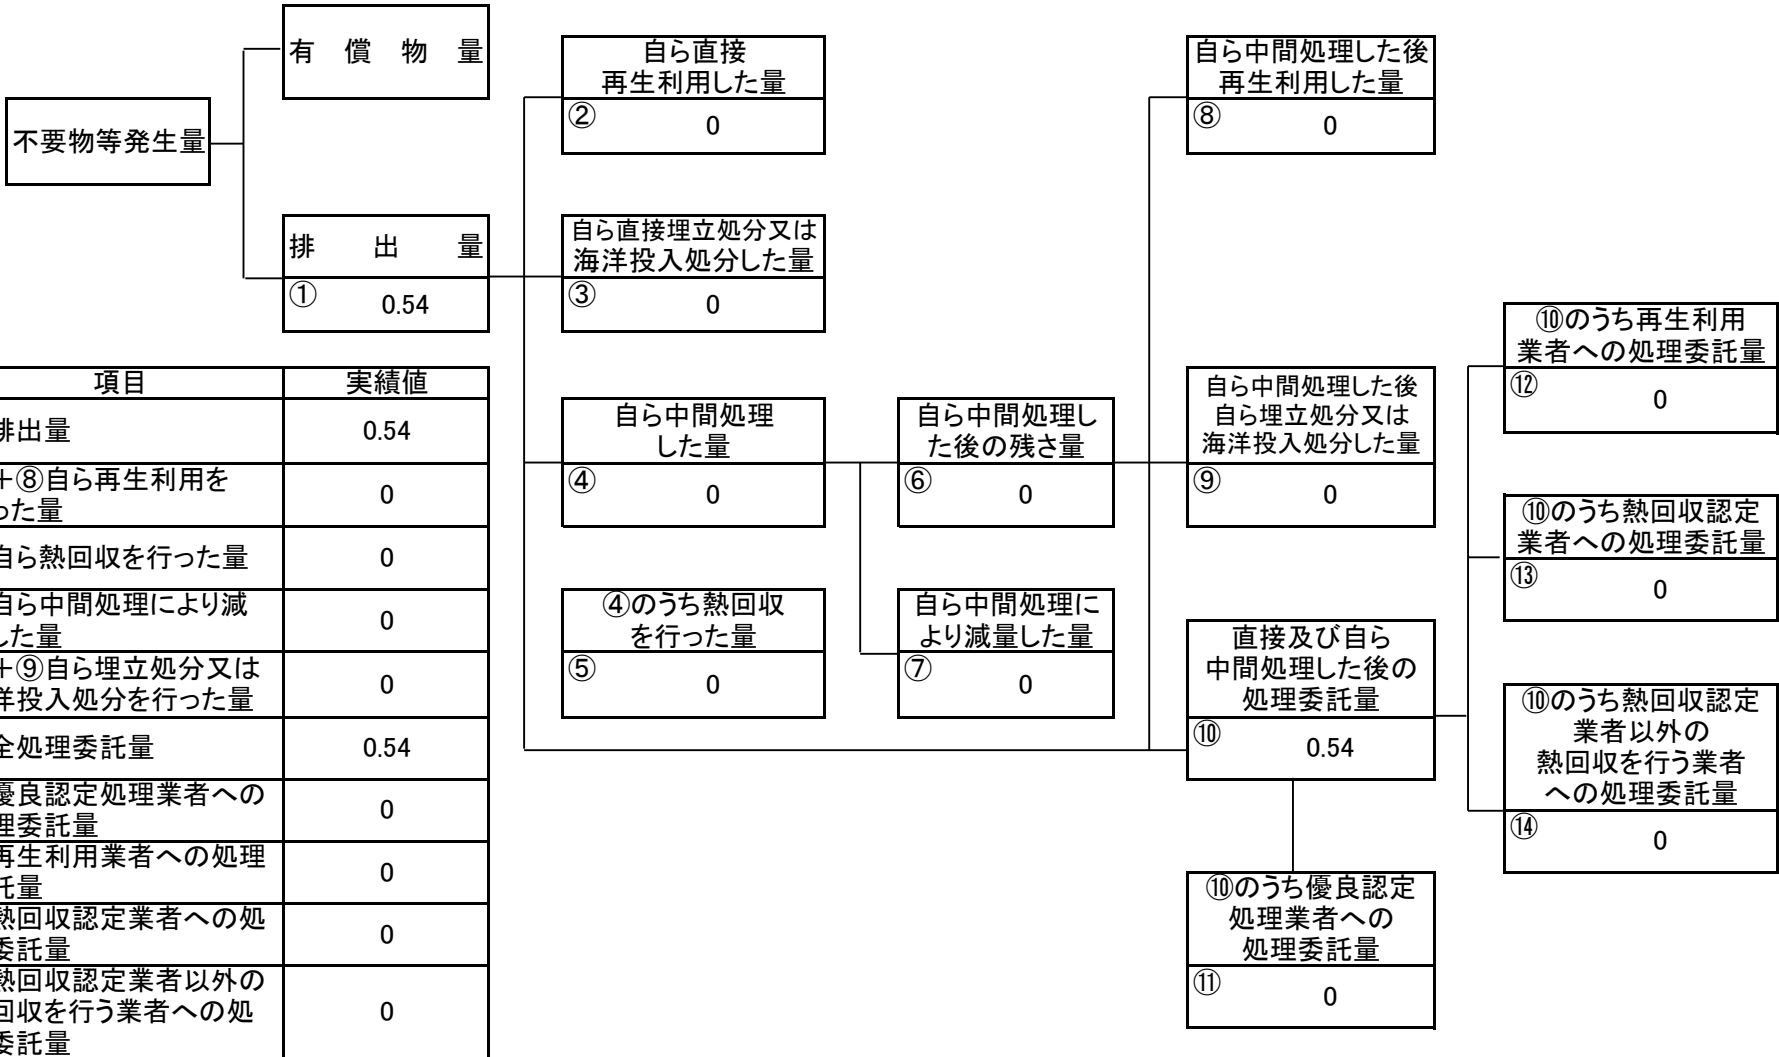 有償物量
不要物等発生量
排出量
① 0.54
自ら直接
再生利用した量
② 0
自ら直接埋立処分又は
海洋投入処分した量
③ 0
自ら中間処理
した量
④ 0
④のうち熱回収
を行った量
⑤ 0
自ら中間処理し
た後の残さ量
⑥ 0
自ら中間処理に
より減量した量
⑦ 0
自ら中間処理した後
再生利用した量
⑧ 0
自ら中間処理した後
自ら埋立処分又は
海洋投入処分した量
⑨ 0
直接及び自ら
中間処理した後の
処理委託量
⑩ 0.54
⑩のうち優良認定
処理業者への
処理委託量
⑪ 0
⑩のうち再生利用
業者への処理委託量
⑫ 0
⑩のうち熱回収認定
業者への処理委託量
⑬ 0
⑩のうち熱回収認定
業者以外の
熱回収を行う業者
への処理委託量
⑭ 0
項目 実績値
排出量 0.54
+⑧自ら再生利用を
った量 0
自ら熱回収を行った量 0
自ら中間処理により減
した量 0
+⑨自ら埋立処分又は
洋投入処分を行った量 0
全処理委託量 0.54
優良認定処理業者への
理委託量 0
再生利用業者への処理
託量 0
熱回収認定業者への処
委託量 0
熱回収認定業者以外の
回収を行う業者への処
委託量 0